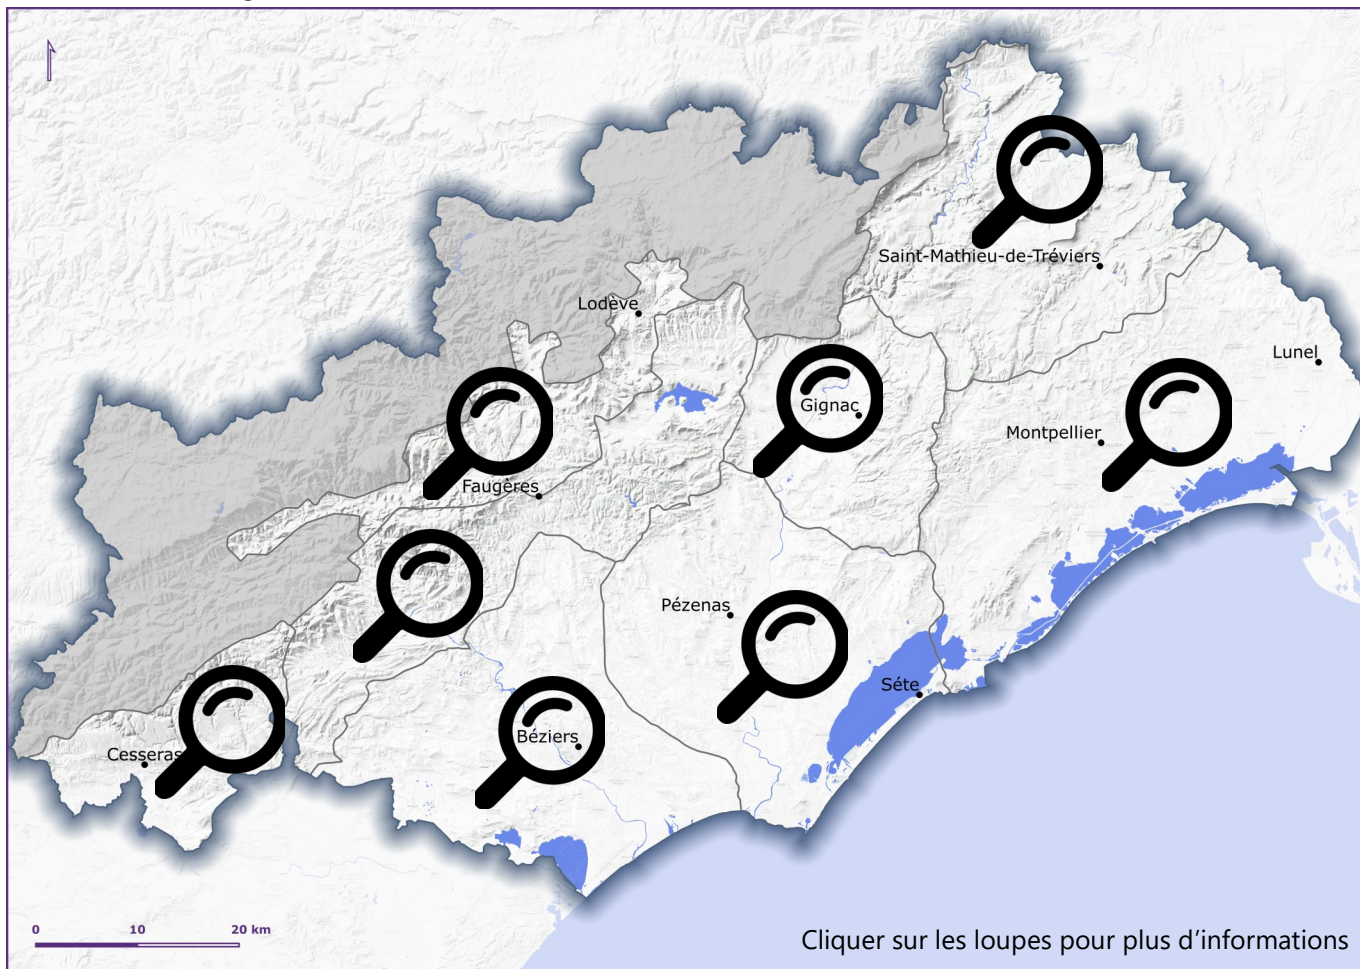 Saint-Mathieu-de-Tréviers
Lodève
Lunel
Gignac
Montpellier
Faugères
Pézenas
Séte
Béziers
Cesseras
0 10 20 km
Cliquer sur les loupes pour plus d’informations